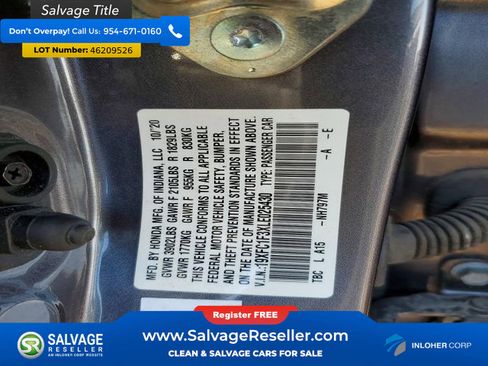 Salvage Title
Don't Overpay! Call Us: 954-671-0160
Lot Number: 46209526
MFD. BY HONDA MFG. OF INDIANA, LLC 10/20
GVWR 3902LBS GAWR F 2105LBS R 1829LBS
GVWR 1770KG GAWR F 955KG R 830KG
THIS VEHICLE CONFORMS TO ALL APPLICABLE
FEDERAL MOTOR VEHICLE SAFETY, BUMPER,
AND THEFT PREVENTION STANDARDS IN EFFECT
ON THE DATE OF MANUFACTURE SHOWN ABOVE.
V.I.N.: 19XFC1F3XLE025430 TYPE: PASSENGER CAR
TBC L A15 -NH797M -A -E
Register FREE
www.SalvageReseller.com
CLEAN & SALVAGE CARS FOR SALE
SALVAGE
RESELLER
AN INLOHER CORP WEBSITE
INLOHER CORP